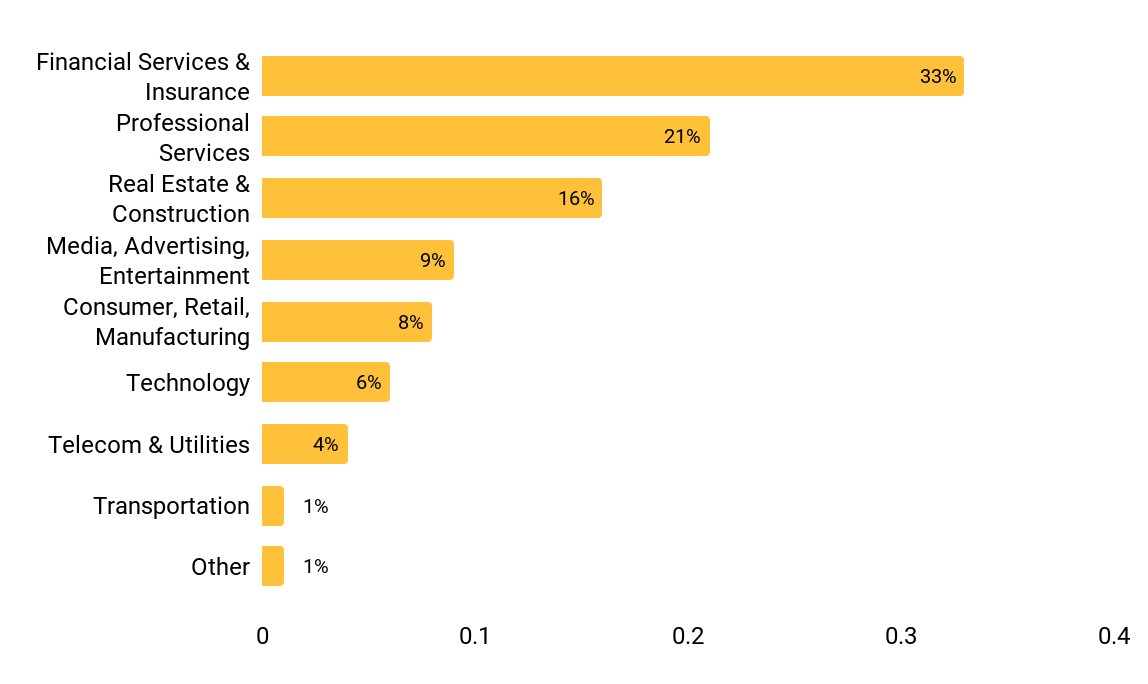 Financial Services &
Insurance
33%
Professional
Services
21%
Real Estate &
Construction
16%
Media, Advertising,
Entertainment
9%
Consumer, Retail,
Manufacturing
8%
Technology
6%
Telecom & Utilities
4%
Transportation
1%
Other
1%
0 0.1 0.2 0.3 0.4